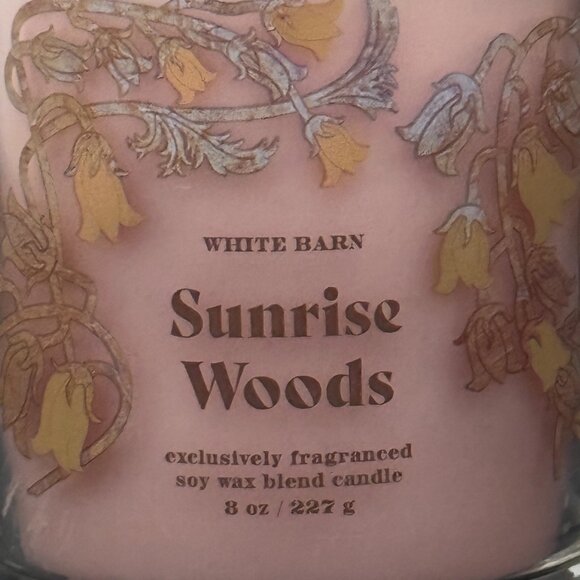 WHITE BARN
Sunrise
Woods
exclusively fragranced
soy wax blend candle
8 oz / 227 g